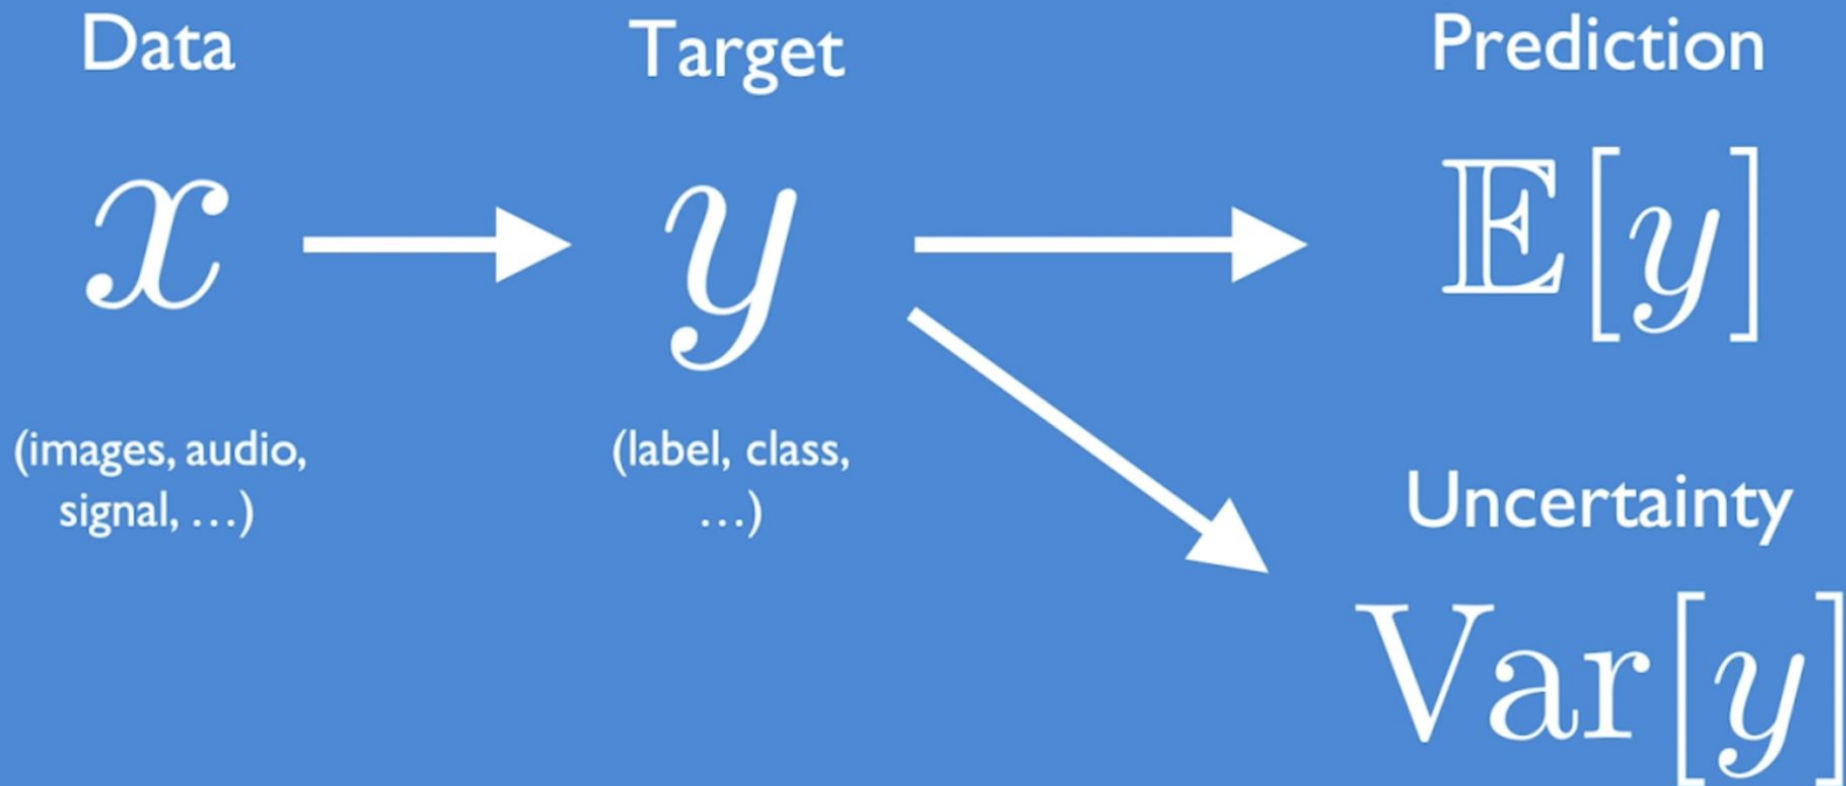 Data
x
(images, audio,
signal, …)
Target
y
(label, class,
…)
Prediction
𝔼[y]
Uncertainty
Var[y]